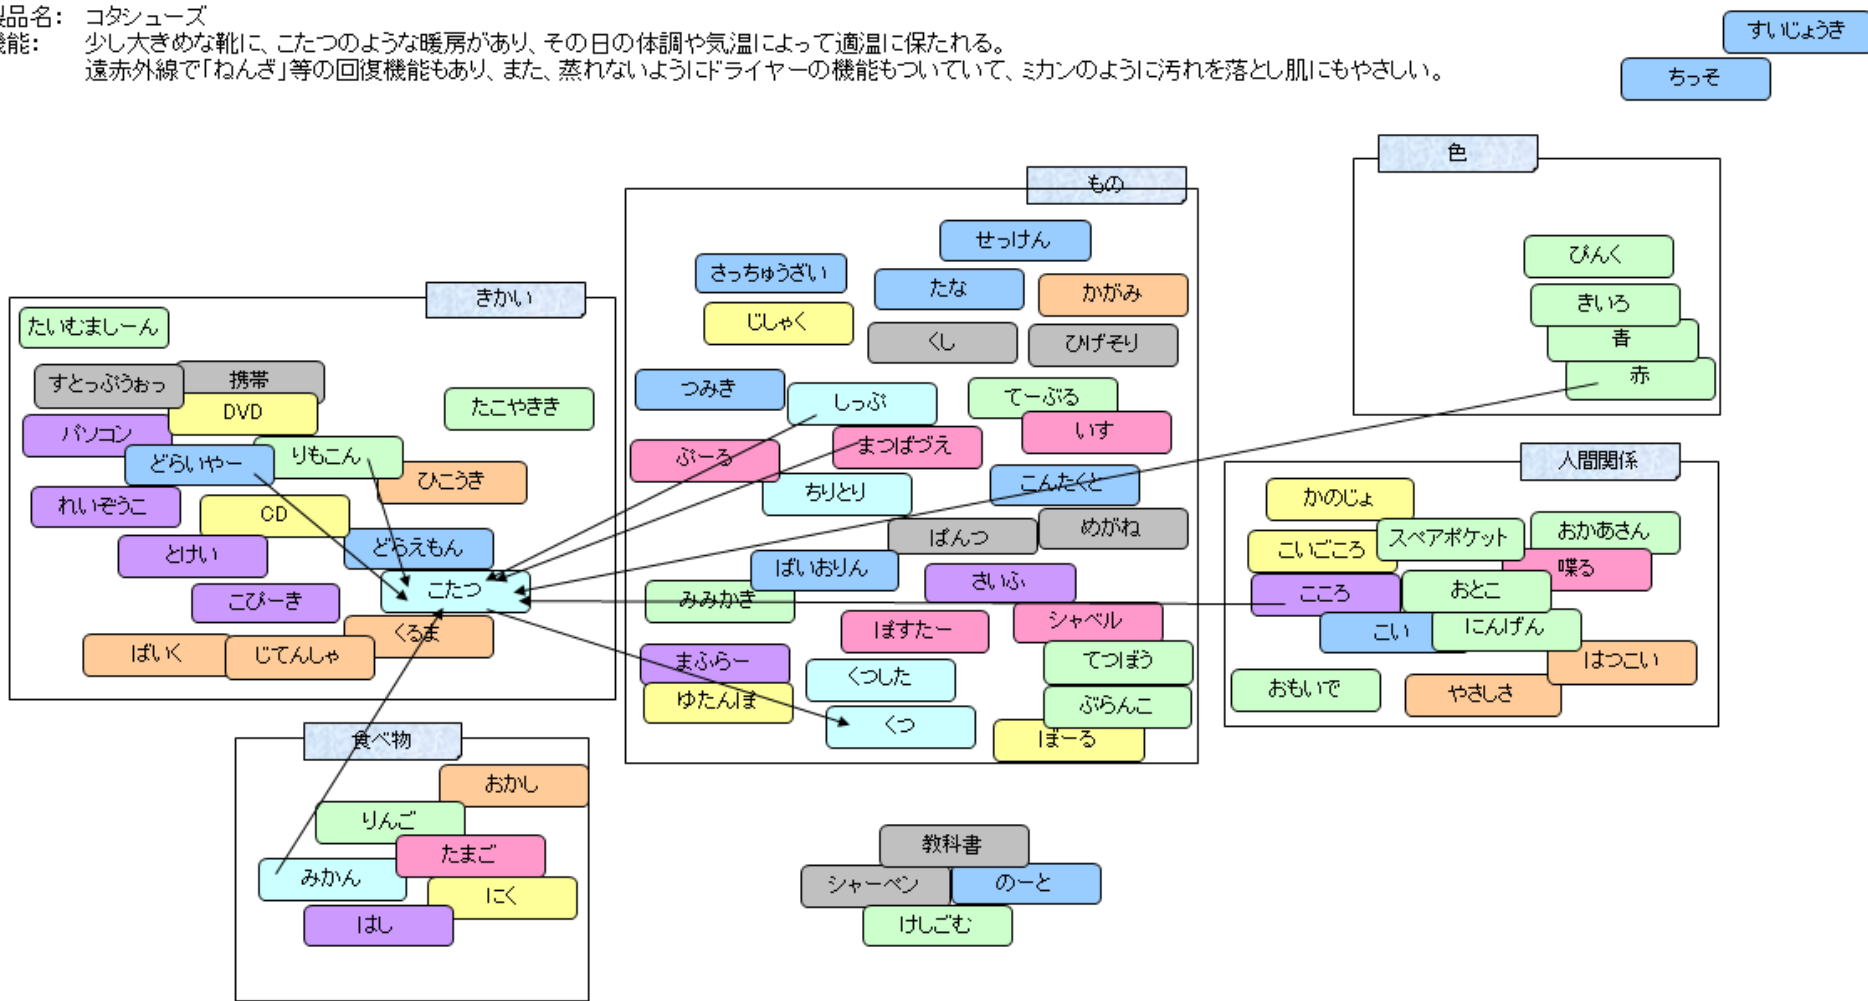 製品名： コタシューズ
機能： 少し大きめな靴に、こたつのような暖房があり、その日の体調や気温によって適温に保たれる。
遠赤外線で「ねんざ」等の回復機能もあり、また、蒸れないようにドライヤーの機能もついていて、ミカンのように汚れを落とし肌にもやさしい。
すいじょうき
ちっそ
きかい
たいむましーん
すとっぷうぉっ
携帯
DVD
たこやきき
パソコン
どらいやー
りもこん
ひこうき
れいぞうこ
CD
とけい
どらえもん
こたつ
こぴーき
くるま
ばいく
じてんしゃ
もの
せっけん
さっちゅうざい
たな
かがみ
じしゃく
くし
ひげそり
つみき
しっぷ
てーぶる
いす
まつばづえ
ぷーる
ちりとり
こんたくと
ぱんつ
めがね
ばいおりん
さいふ
みみかき
ぽすたー
シャベル
まふらー
くつした
てつぼう
ゆたんぽ
くつ
ぶらんこ
ぼーる
色
ぴんく
きいろ
青
赤
人間関係
かのじょ
スペアポケット
おかあさん
こいごころ
喋る
こころ
おとこ
こい
にんげん
はつこい
おもいで
やさしさ
食べ物
おかし
りんご
たまご
みかん
にく
はし
教科書
シャーペン
のーと
けしごむ